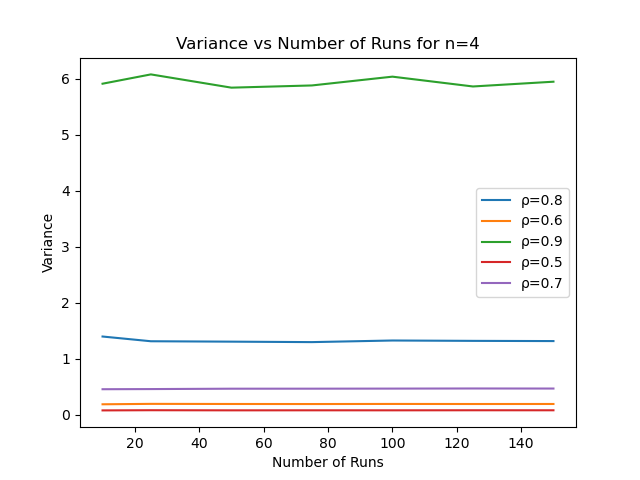 Variance vs Number of Runs for n=4
Variance
6
5
4
3
2
1
0
ρ=0.8
ρ=0.6
ρ=0.9
ρ=0.5
ρ=0.7
20 40 60 80 100 120 140
Number of Runs